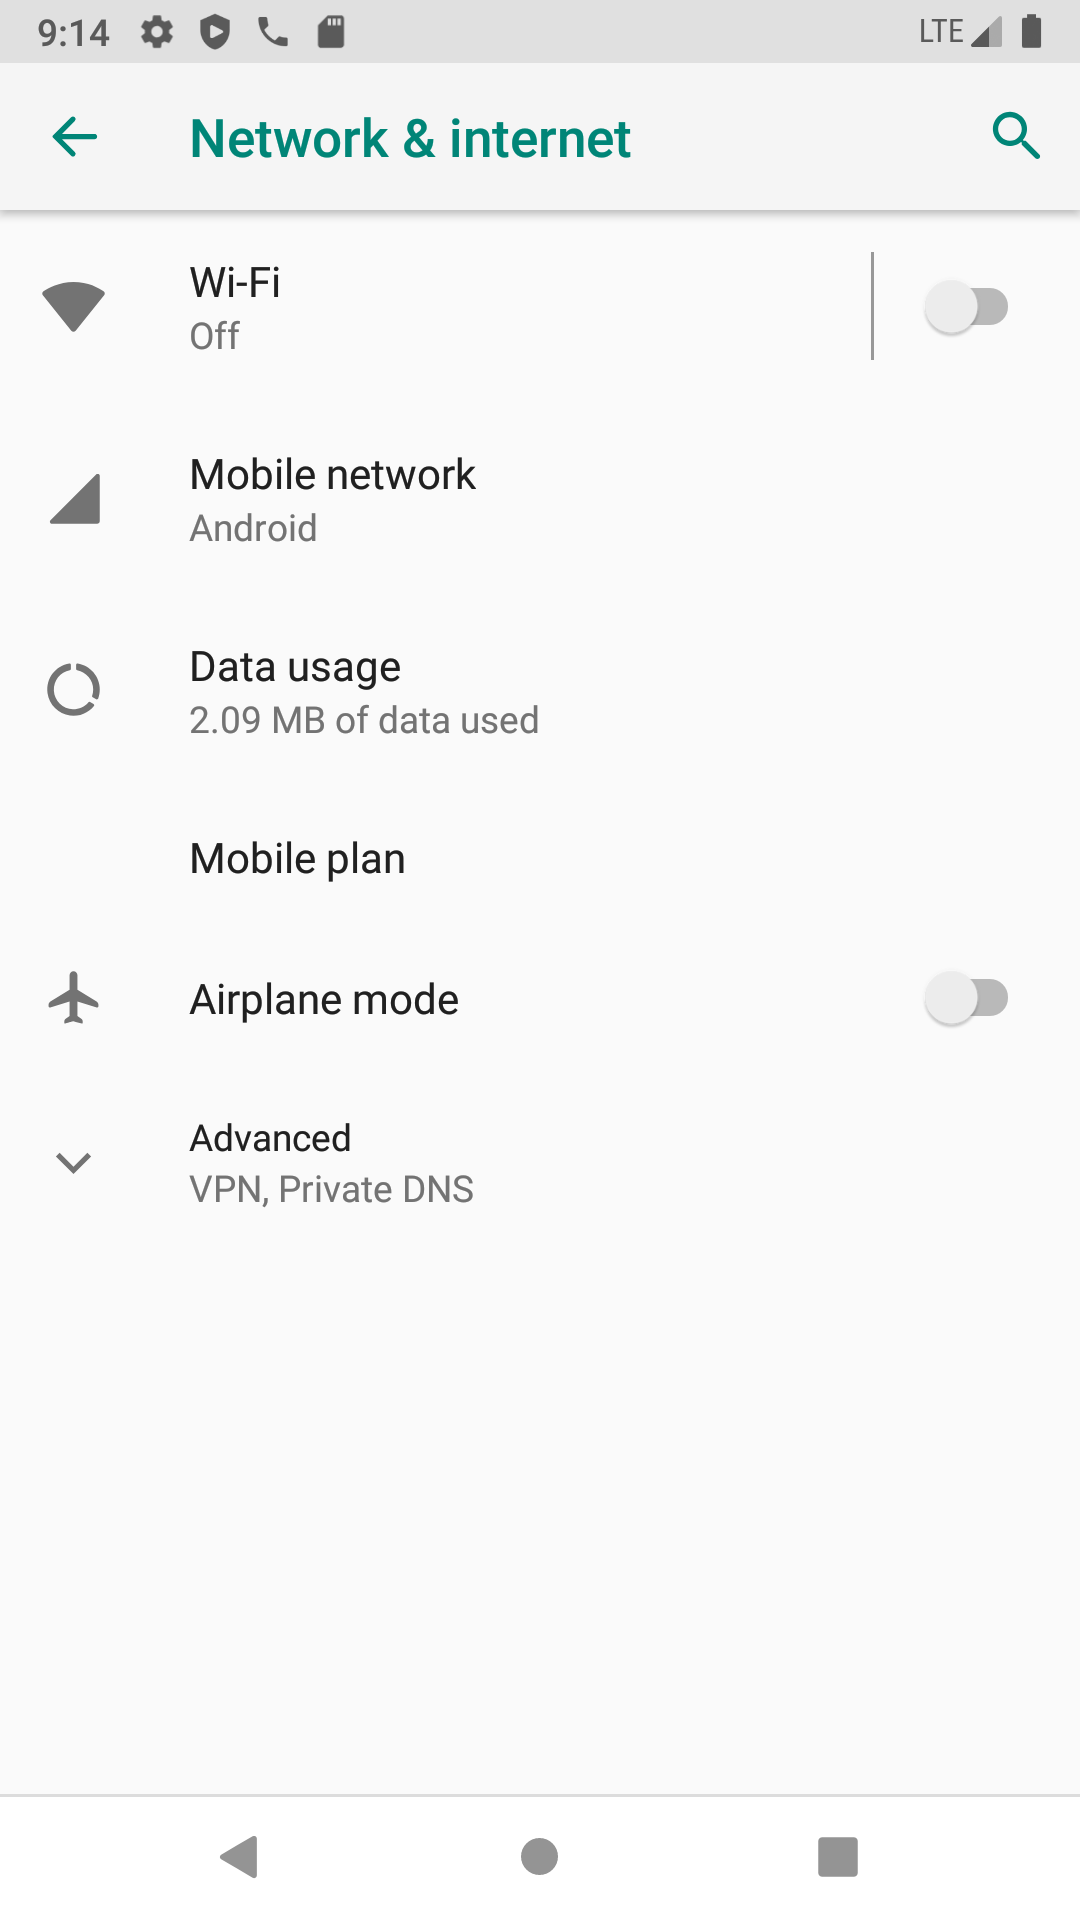 9:14 LTE
Network & internet
Wi-Fi
Off
Mobile network
Android
Data usage
2.09 MB of data used
Mobile plan
Airplane mode
Advanced
VPN, Private DNS